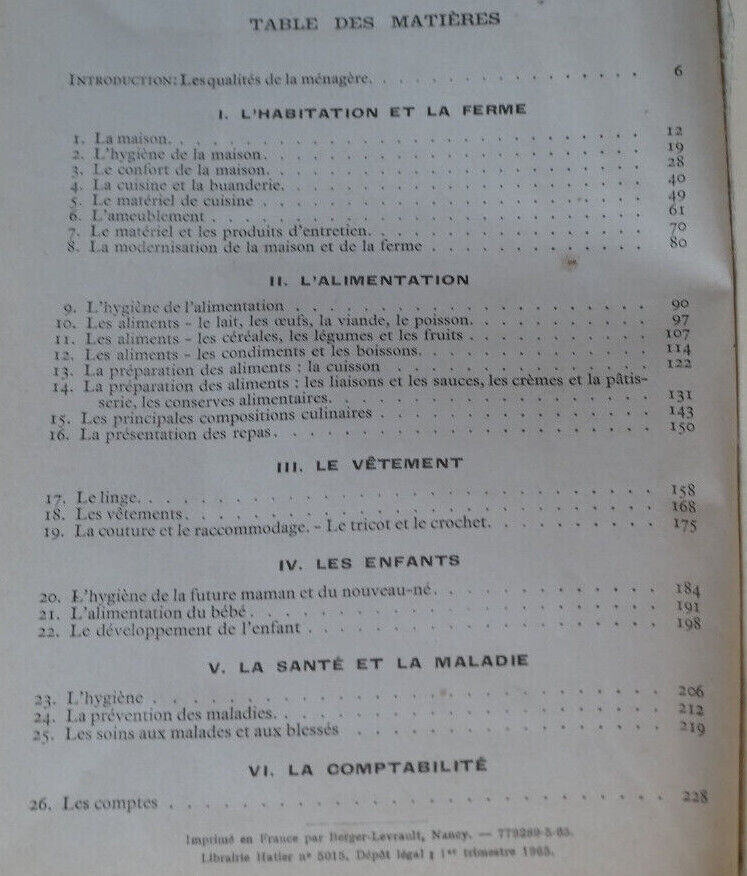 TABLE DES MATIÈRES
INTRODUCTION: Les qualités de la ménagère. . . . . . . . . . . . . . . . 6
I. L'HABITATION ET LA FERME
1. La maison. . . . . . . . . . . . . . . . . . . . . . . . . . . 12
2. L'hygiène de la maison. . . . . . . . . . . . . . . . . . . . . . 19
3. Le confort de la maison. . . . . . . . . . . . . . . . . . . . . . 28
4. La cuisine et la buanderie. . . . . . . . . . . . . . . . . . . . . 40
5. Le matériel de cuisine . . . . . . . . . . . . . . . . . . . . . . 49
6. L'ameublement . . . . . . . . . . . . . . . . . . . . . . . . . 61
7. Le matériel et les produits d'entretien. . . . . . . . . . . . . . . . 70
8. La modernisation de la maison et de la ferme . . . . . . . . . . . . . 80
II. L'ALIMENTATION
9. L'hygiène de l'alimentation . . . . . . . . . . . . . . . . . . . . 90
10. Les aliments - le lait, les œufs, la viande, le poisson. . . . . . . . . . . 97
11. Les aliments - les céréales, les légumes et les fruits . . . . . . . . . . . 107
12. Les aliments - les condiments et les boissons. . . . . . . . . . . . . . 114
13. La préparation des aliments : la cuisson . . . . . . . . . . . . . . . 122
14. La préparation des aliments : les liaisons et les sauces, les crèmes et la pâtis-
serie, les conserves alimentaires. . . . . . . . . . . . . . . . . . . 131
15. Les principales compositions culinaires . . . . . . . . . . . . . . . . 143
16. La présentation des repas. . . . . . . . . . . . . . . . . . . . . . 150
III. LE VÊTEMENT
17. Le linge. . . . . . . . . . . . . . . . . . . . . . . . . . . . . 158
18. Les vêtements. . . . . . . . . . . . . . . . . . . . . . . . . . 168
19. La couture et le raccommodage. - Le tricot et le crochet. . . . . . . . . . 175
IV. LES ENFANTS
20. L'hygiène de la future maman et du nouveau-né. . . . . . . . . . . . . 184
21. L'alimentation du bébé . . . . . . . . . . . . . . . . . . . . . . 191
22. Le développement de l'enfant . . . . . . . . . . . . . . . . . . . . 198
V. LA SANTÉ ET LA MALADIE
23. L'hygiène . . . . . . . . . . . . . . . . . . . . . . . . . . . . 206
24. La prévention des maladies. . . . . . . . . . . . . . . . . . . . . 212
25. Les soins aux malades et aux blessés . . . . . . . . . . . . . . . . . 219
VI. LA COMPTABILITÉ
26. Les comptes . . . . . . . . . . . . . . . . . . . . . . . . . . . 228
Imprimé en France par Berger-Levrault, Nancy. — 779289-5-65.
Librairie Hatier nº 5015. Dépôt légal : 1er trimestre 1965.